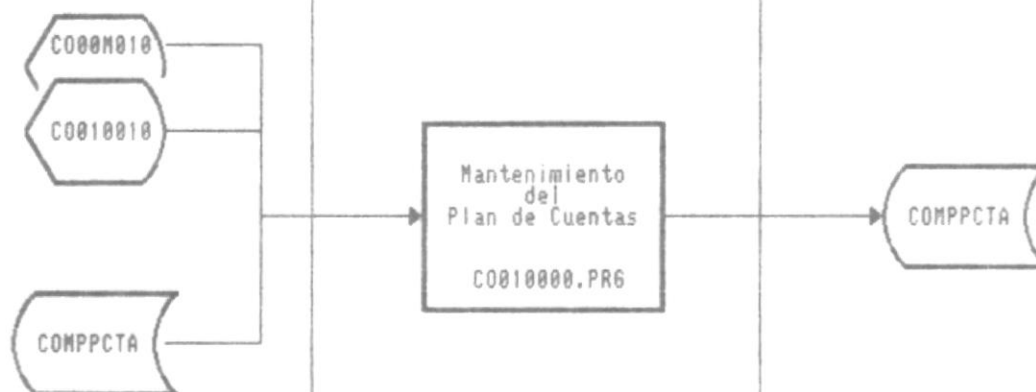 CO00M010
CO010010
Mantenimiento
del
Plan de Cuentas
CO010000.PRG
COMPPCTA
COMPPCTA